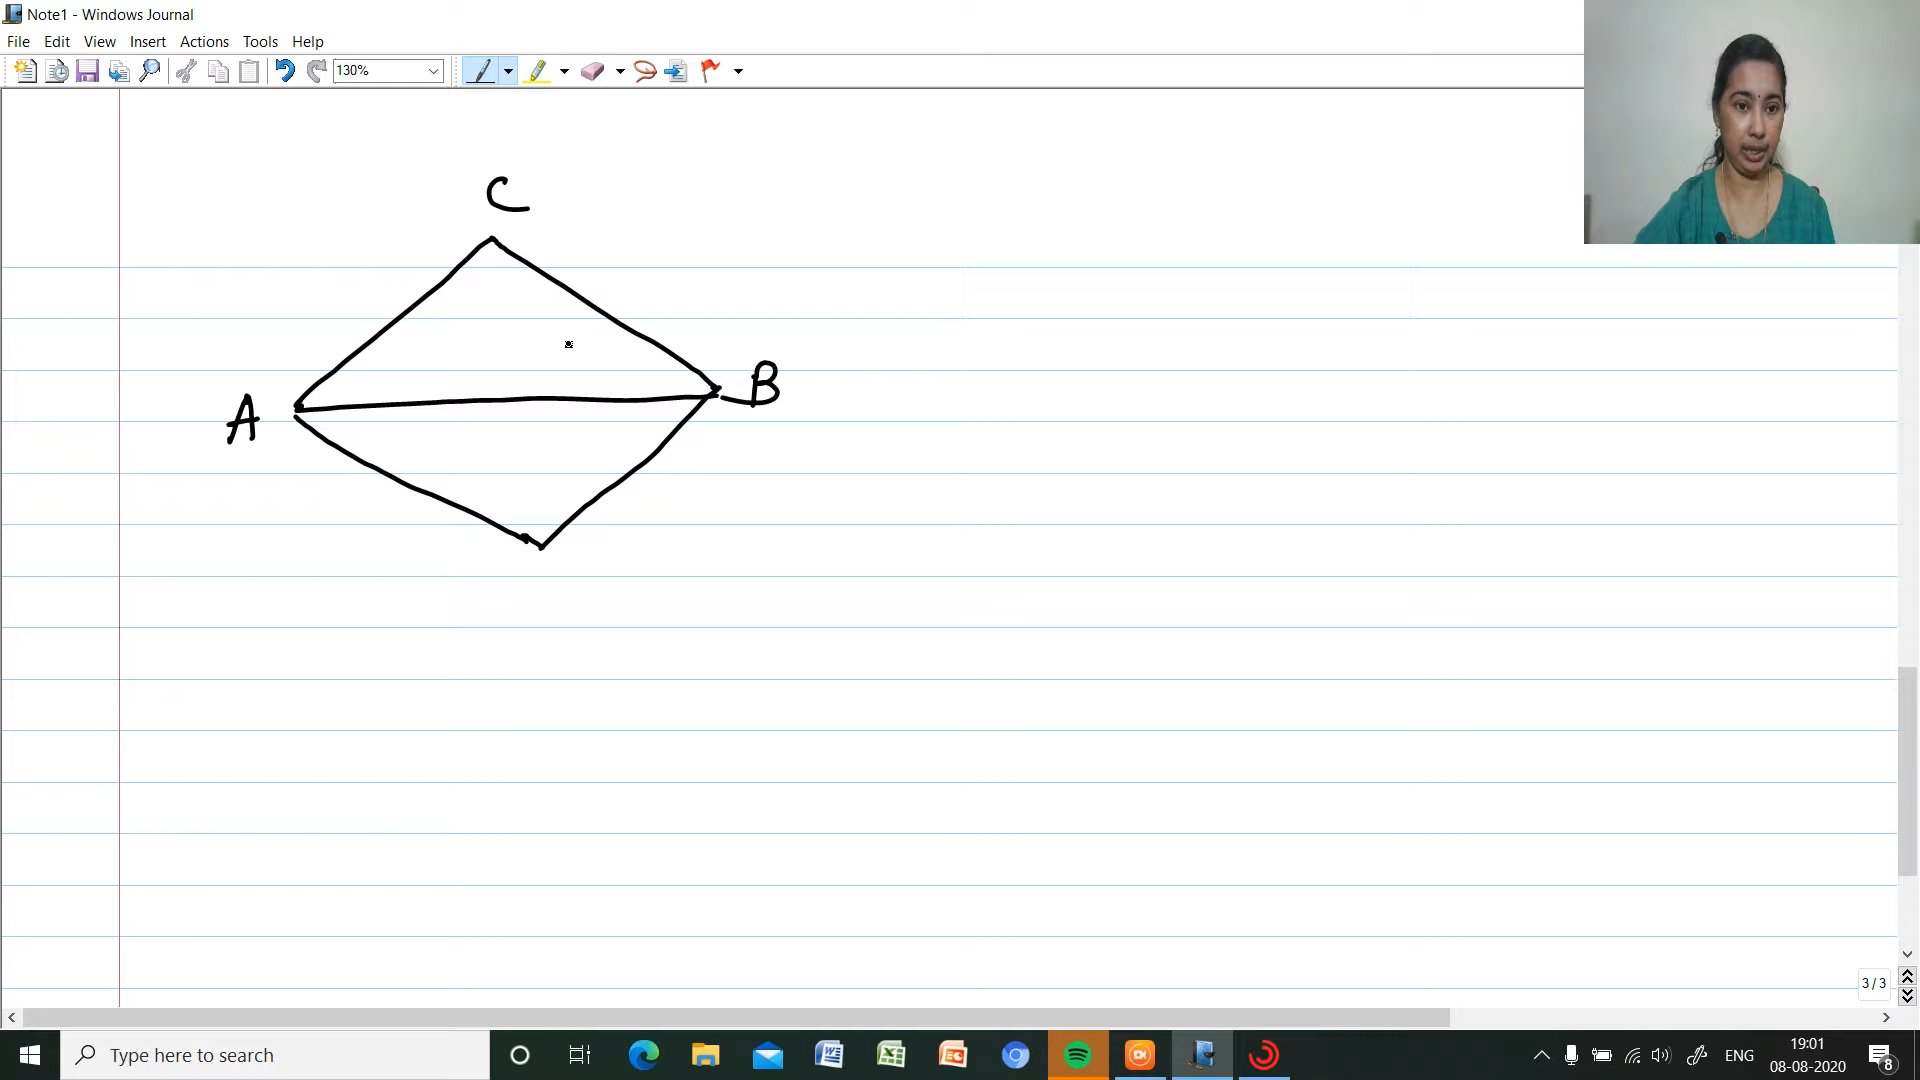 Note1 - Windows Journal
File Edit View Insert Actions Tools Help
130%
C
B
A
3 / 3
Type here to search
ENG
19:01
08-08-2020
8